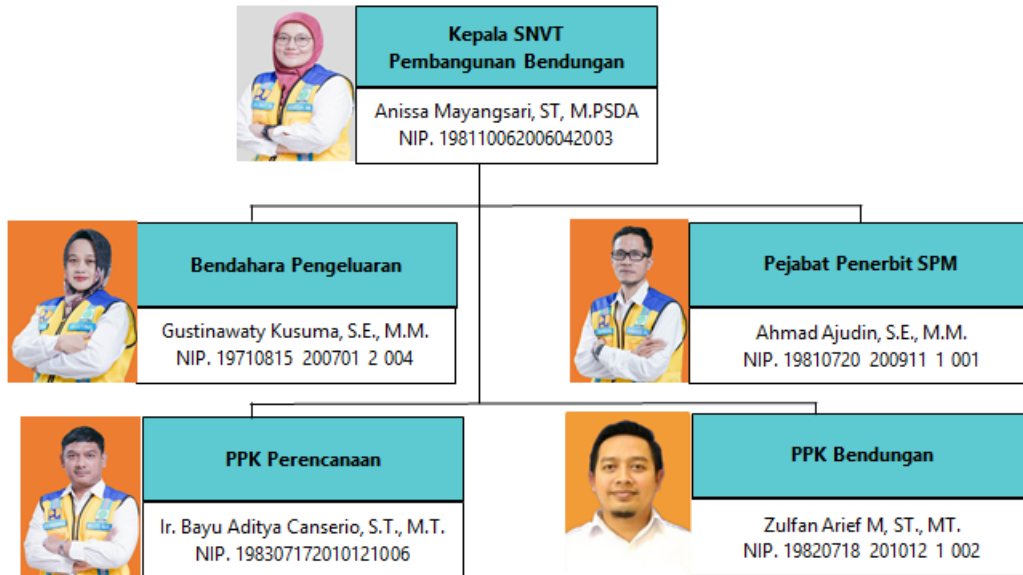 Kepala SNVT
Pembangunan Bendungan
Anissa Mayangsari, ST, M.PSDA
NIP. 198110062006042003
Bendahara Pengeluaran
Gustinawaty Kusuma, S.E., M.M.
NIP. 19710815 200701 2 004
Pejabat Penerbit SPM
Ahmad Ajudin, S.E., M.M.
NIP. 19810720 200911 1 001
PPK Perencanaan
Ir. Bayu Aditya Canserio, S.T., M.T.
NIP. 198307172010121006
PPK Bendungan
Zulfan Arief M, ST., MT.
NIP. 19820718 201012 1 002